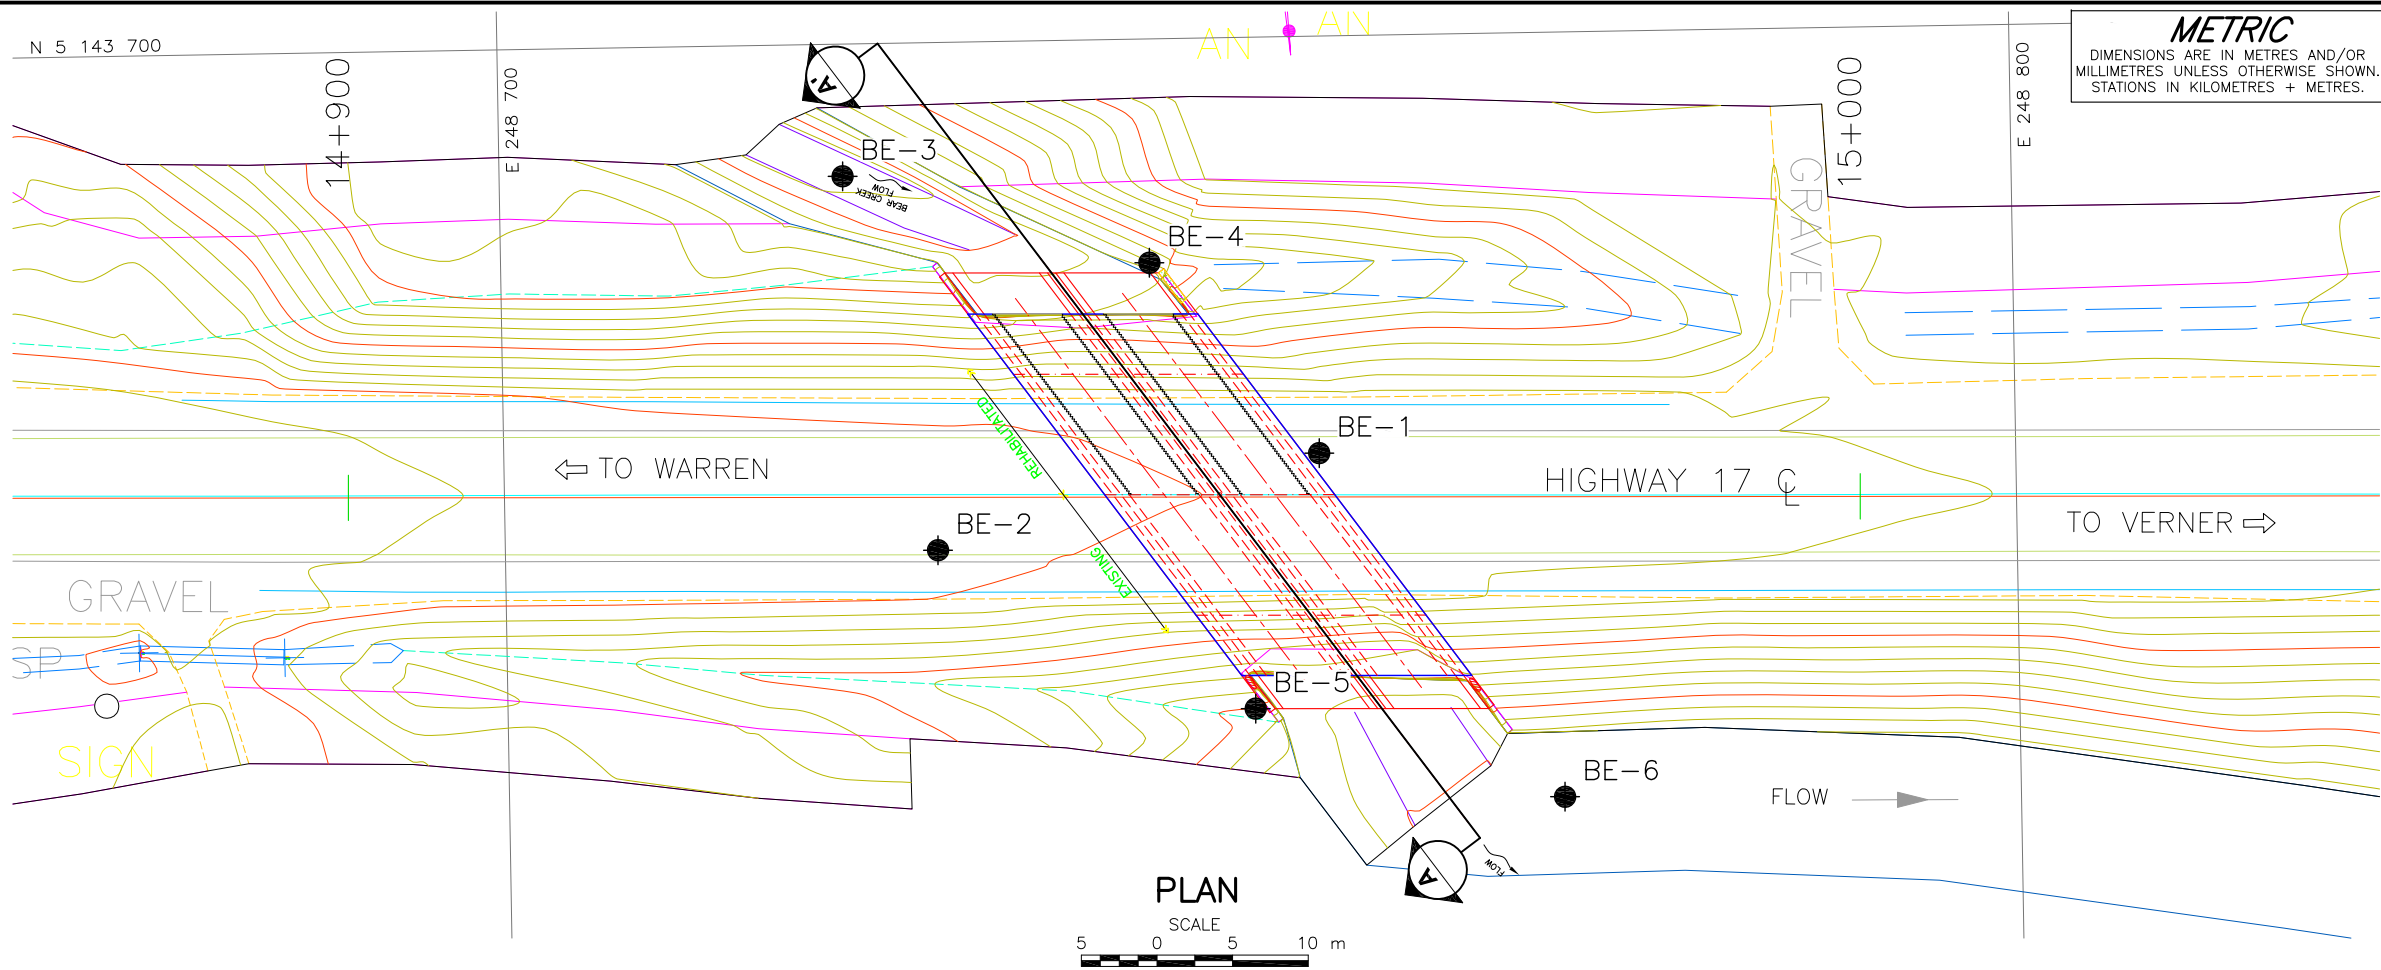 N 5 143 700
14+900
E 248 700
A'
AN
AN
METRIC
DIMENSIONS ARE IN METRES AND/OR
MILLIMETRES UNLESS OTHERWISE SHOWN.
STATIONS IN KILOMETRES + METRES.
E 248 800
15+000
GRAVEL
BE-3
FLOW
BEAR CREEK
BE-4
REHABILITATED
BE-1
TO WARREN
HIGHWAY 17 ℄
BE-2
TO VERNER
EXISTING
GRAVEL
SP
BE-5
SIGN
BE-6
FLOW
A
FLOW
PLAN
SCALE
5 0 5 10 m